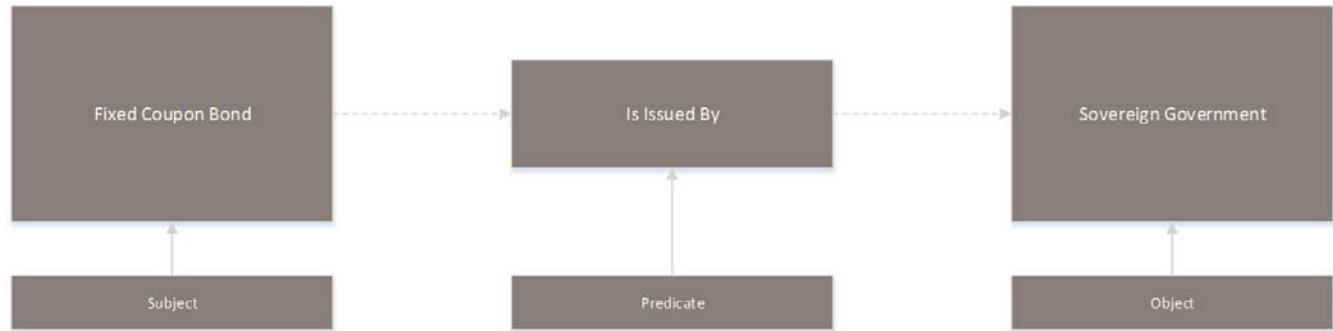 Fixed Coupon Bond
Is Issued By
Sovereign Government
Subject
Predicate
Object